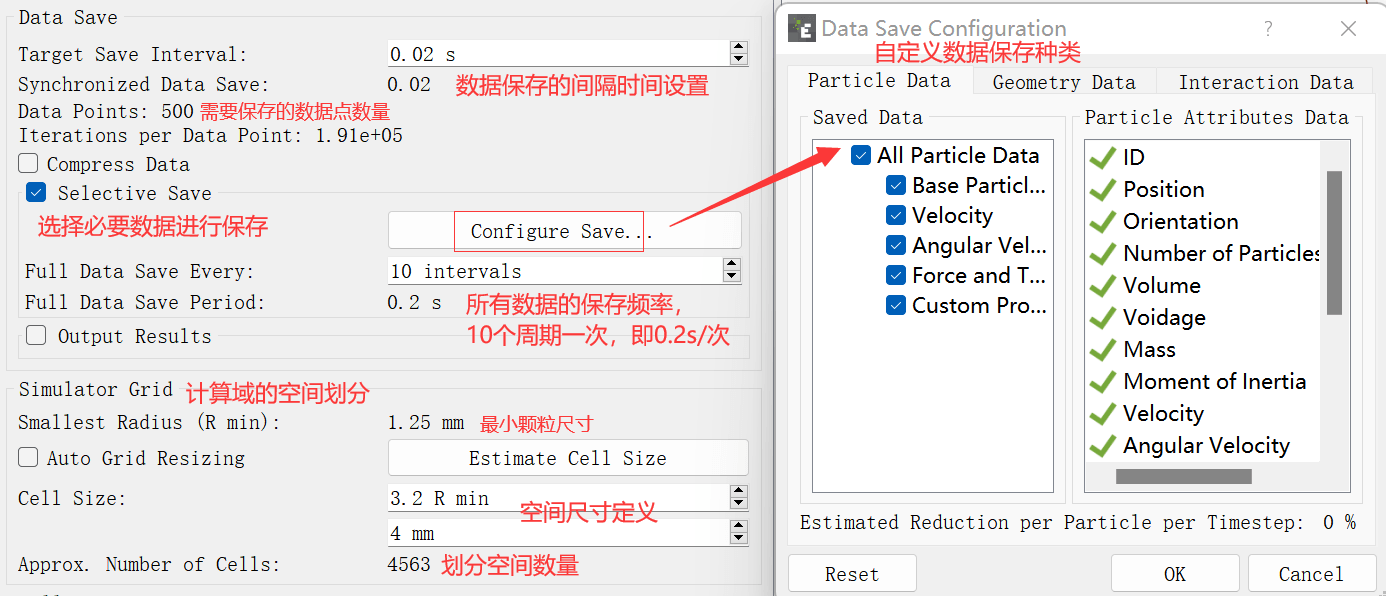 Data Save
Target Save Interval: 0.02 s
Synchronized Data Save: 0.02 数据保存的间隔时间设置
Data Points: 500 需要保存的数据点数量
Iterations per Data Point: 1.91e+05
Compress Data
Selective Save
选择必要数据进行保存
Configure Save...
Full Data Save Every: 10 intervals
Full Data Save Period: 0.2 s 所有数据的保存频率，
10个周期一次，即0.2s/次
Output Results
Simulator Grid 计算域的空间划分
Smallest Radius (R min): 1.25 mm 最小颗粒尺寸
Auto Grid Resizing Estimate Cell Size
Cell Size: 3.2 R min
空间尺寸定义
4 mm
Approx. Number of Cells: 4563 划分空间数量
E Data Save Configuration ?
自定义数据保存种类
Particle Data Geometry Data Interaction Data
Saved Data
All Particle Data
Base Particl...
Velocity
Angular Vel...
Force and T...
Custom Pro...
Particle Attributes Data
ID
Position
Orientation
Number of Particles
Volume
Voidage
Mass
Moment of Inertia
Velocity
Angular Velocity
Estimated Reduction per Particle per Timestep: 0 %
Reset OK Cancel